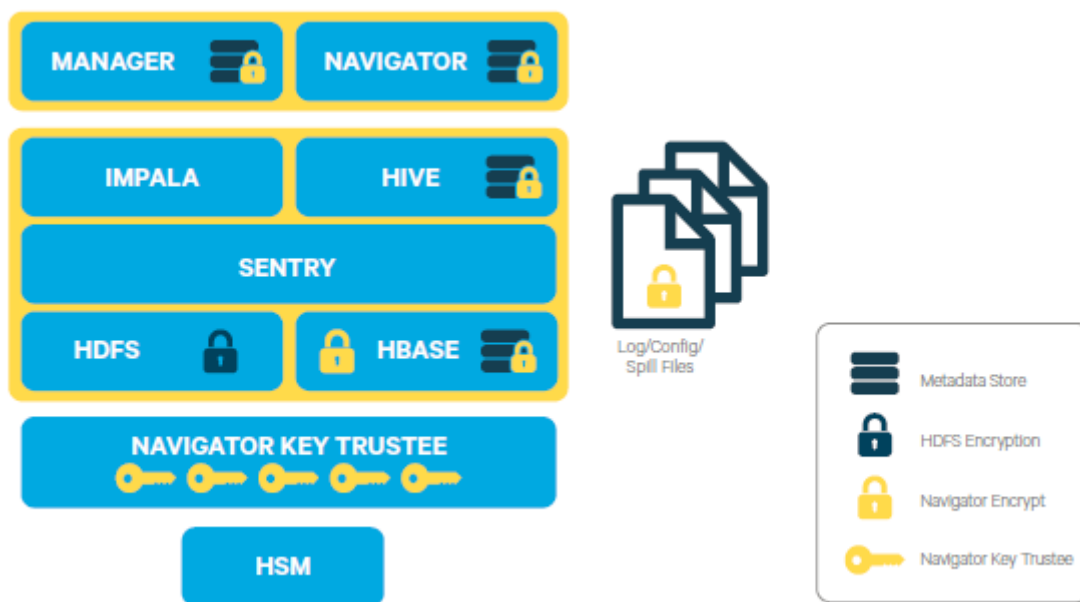 MANAGER
NAVIGATOR
IMPALA
HIVE
SENTRY
HDFS
HBASE
NAVIGATOR KEY TRUSTEE
HSM
Log/Config/
Spill Files
Metadata Store
HDFS Encryption
Navigator Encrypt
Navigator Key Trustee